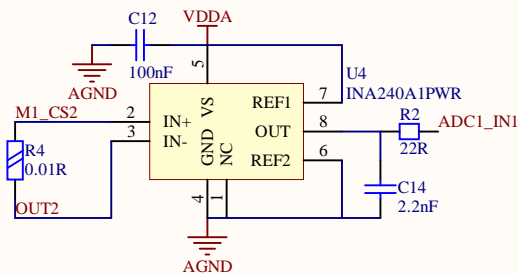 C12
VDDA
100nF
AGND
5
VS
U4
INA240A1PWR
7
REF1
M1_CS2
2
IN+
8
OUT
R2
ADC1_IN1
22R
3
IN-
R4
0.01R
GND
NC
REF2
6
C14
2.2nF
OUT2
4
1
AGND